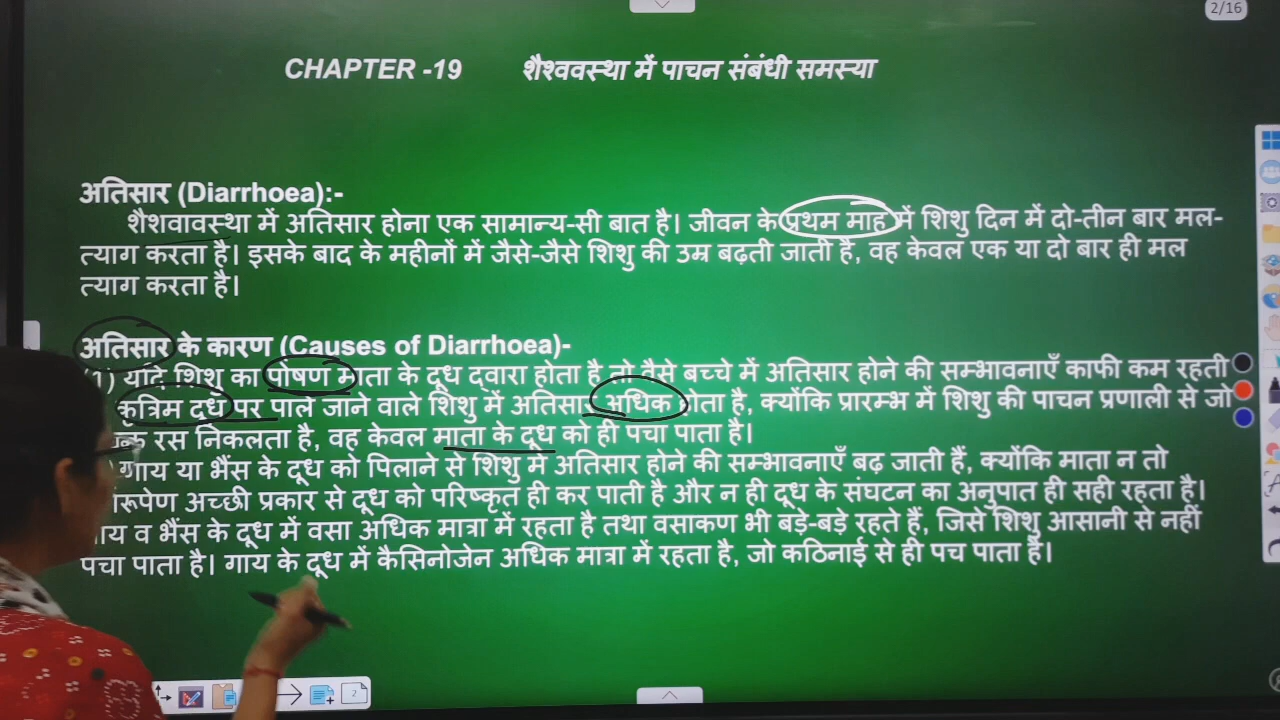 2/16
CHAPTER -19 शैश्ववस्था में पाचन संबंधी समस्या
अतिसार (Diarrhoea):-
शैशवावस्था में अतिसार होना एक सामान्य-सी बात है। जीवन के प्रथम माह में शिशु दिन में दो-तीन बार मल-
त्याग करता है। इसके बाद के महीनों में जैसे-जैसे शिशु की उम्र बढ़ती जाती है, वह केवल एक या दो बार ही मल
त्याग करता है।
अतिसार के कारण (Causes of Diarrhoea)-
1) यदि शिशु का पोषण माता के दूध द्वारा होता है तो वैसे बच्चे में अतिसार होने की सम्भावनाएँ काफी कम रहती
कृत्रिम दूध पर पाले जाने वाले शिशु में अतिसार अधिक होता है, क्योंकि प्रारम्भ में शिशु की पाचन प्रणाली से जो
रस निकलता है, वह केवल माता के दूध को ही पचा पाता है।
गाय या भैंस के दूध को पिलाने से शिशु में अतिसार होने की सम्भावनाएँ बढ़ जाती हैं, क्योंकि माता न तो
रूपेण अच्छी प्रकार से दूध को परिष्कृत ही कर पाती है और न ही दूध के संघटन का अनुपात ही सही रहता है।
गाय व भैंस के दूध में वसा अधिक मात्रा में रहता है तथा वसाकण भी बड़े-बड़े रहते हैं, जिसे शिशु आसानी से नहीं
पचा पाता है। गाय के दूध में कैसिनोजेन अधिक मात्रा में रहता है, जो कठिनाई से ही पच पाता है।
2